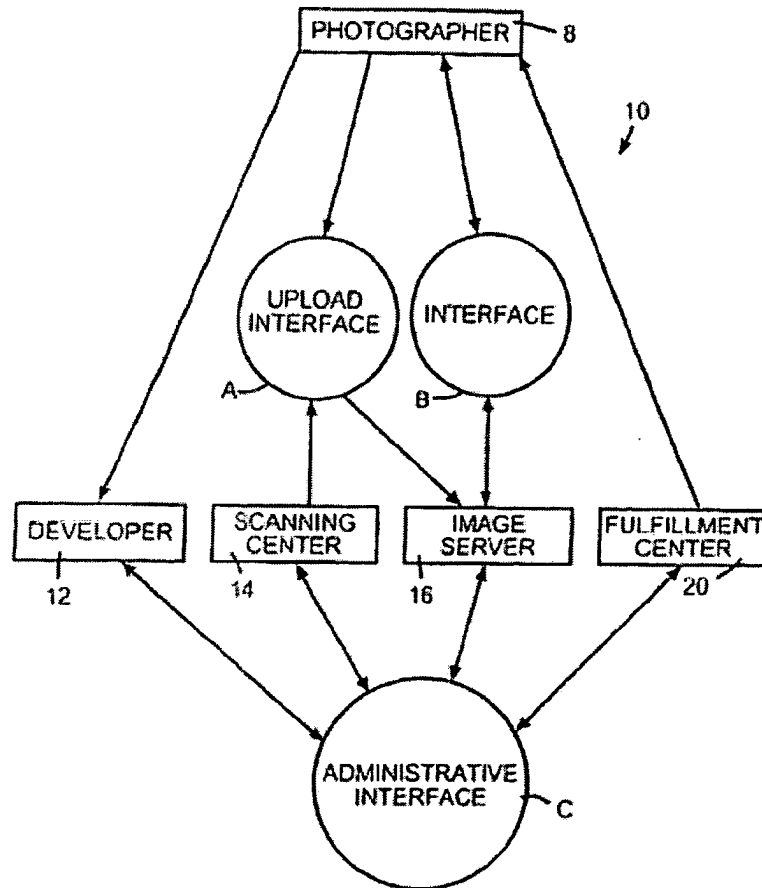 PHOTOGRAPHER
8
10
UPLOAD
INTERFACE
INTERFACE
A
B
DEVELOPER
SCANNING
CENTER
IMAGE
SERVER
FULFILLMENT
CENTER
12
14
16
20
ADMINISTRATIVE
INTERFACE
C